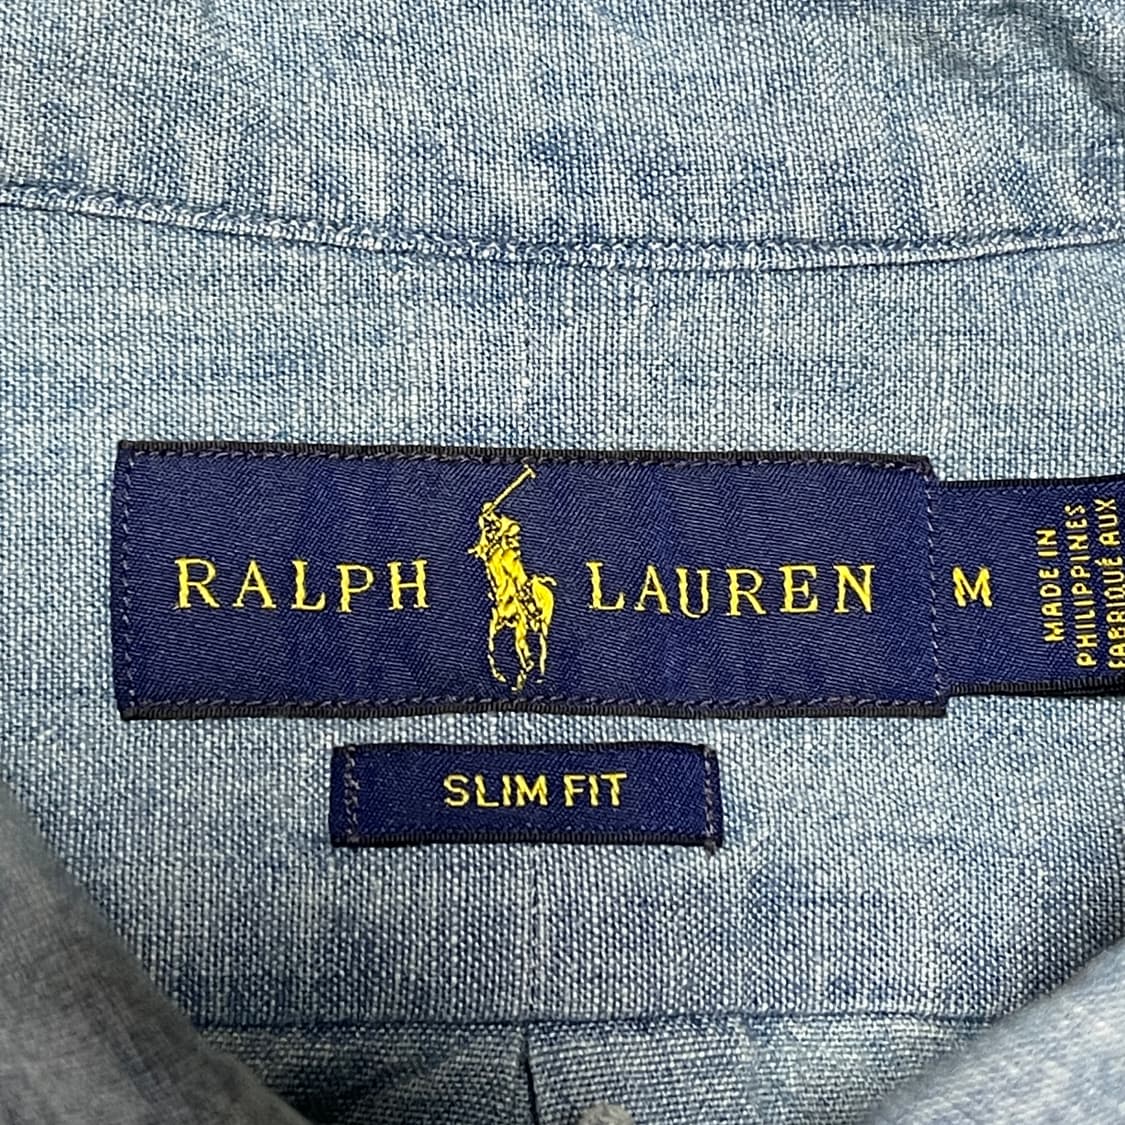 RALPH LAUREN
M
MADE IN
PHILIPPINES
FABRIQUÉ AUX
SLIM FIT